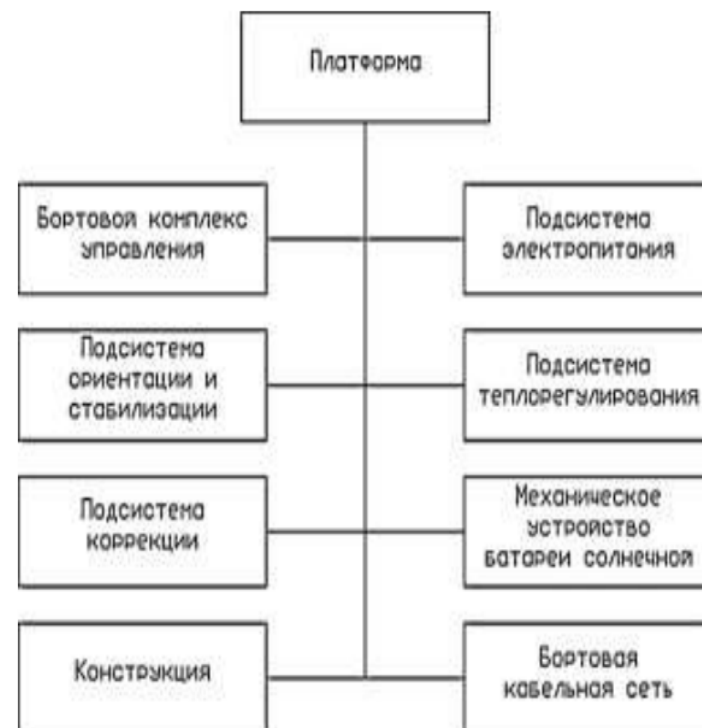 Платформа
Бортовой комплекс
управления
Подсистема
электропитания
Подсистема
ориентации и
стабилизации
Подсистема
теплорегулирования
Подсистема
коррекции
Механическое
устройство
батареи солнечной
Конструкция
Бортовая
кабельная сеть